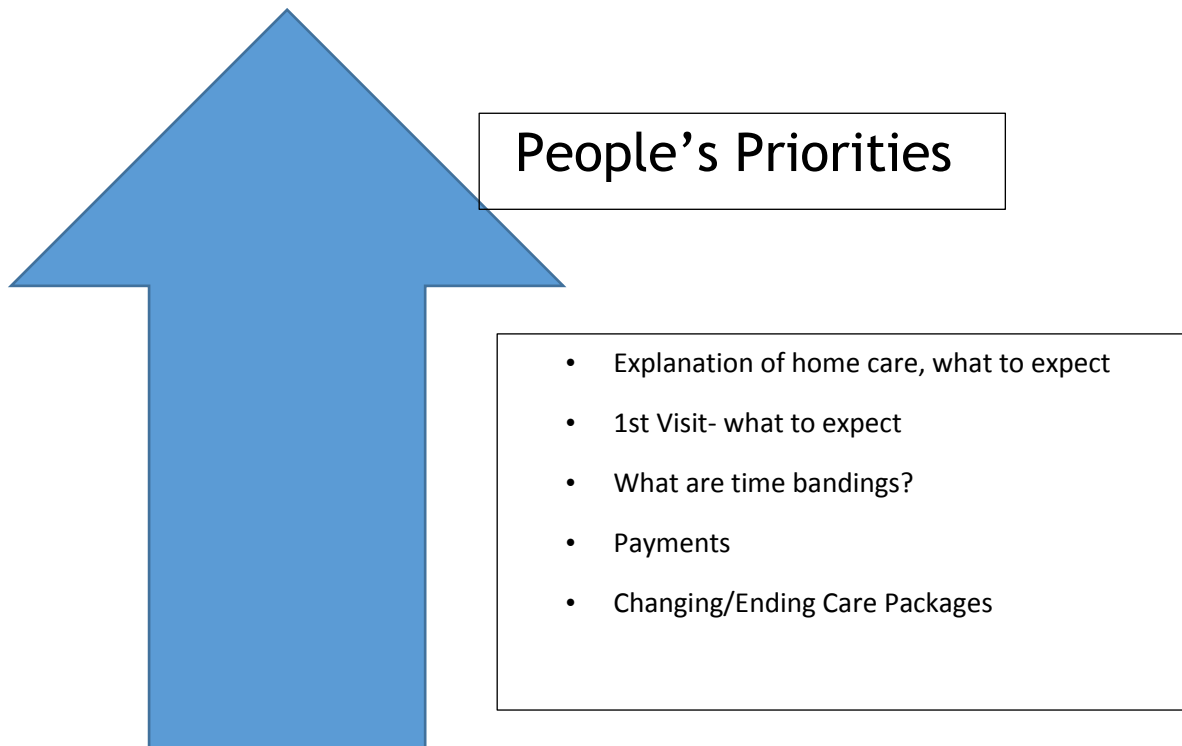 People’s Priorities
• Explanation of home care, what to expect
• 1st Visit- what to expect
• What are time bandings?
• Payments
• Changing/Ending Care Packages